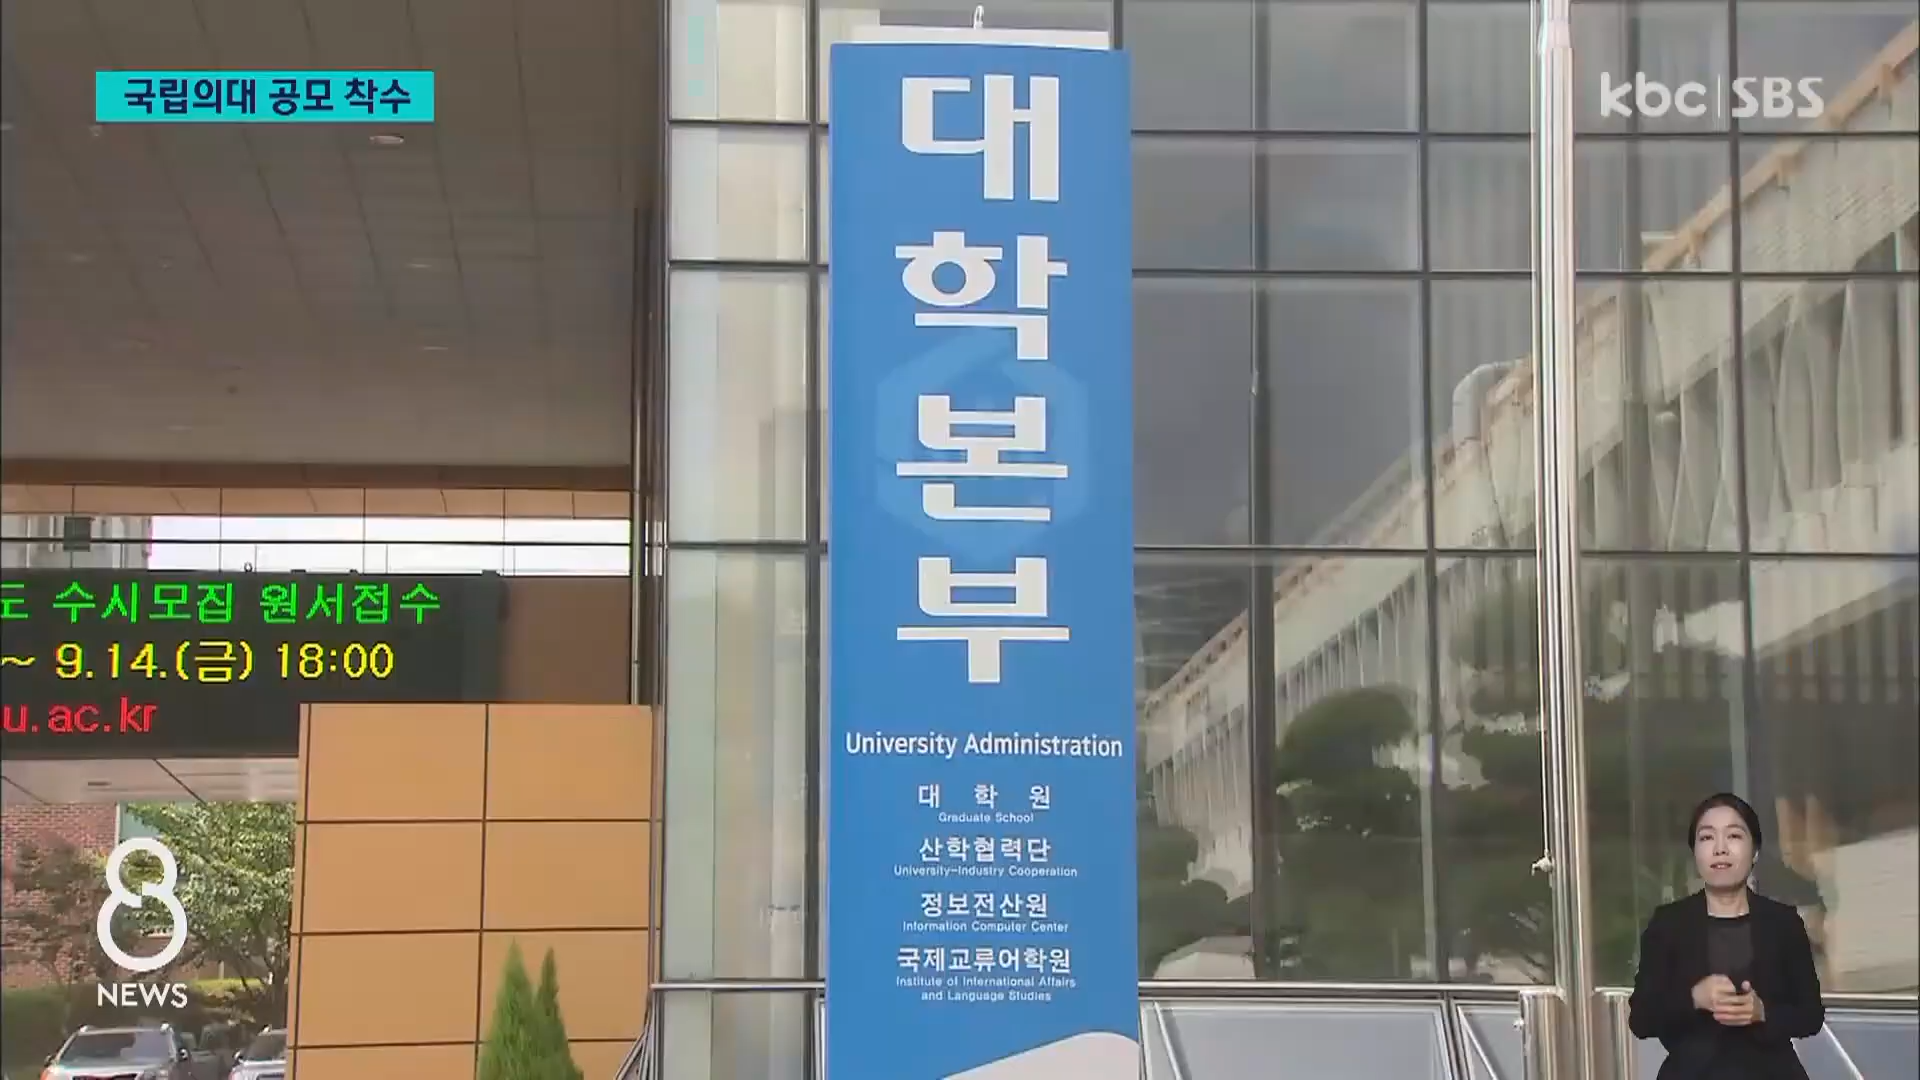 국립의대 공모 착수
kbc SBS
대학본부
University Administration
대학원
Graduate School
산학협력단
University-Industry Cooperation
정보전산원
Information Computer Center
국제교류어학원
Institute of International Affairs
and Language Studies
도 수시모집 원서접수
~ 9.14.(금) 18:00
u.ac.kr
8
NEWS